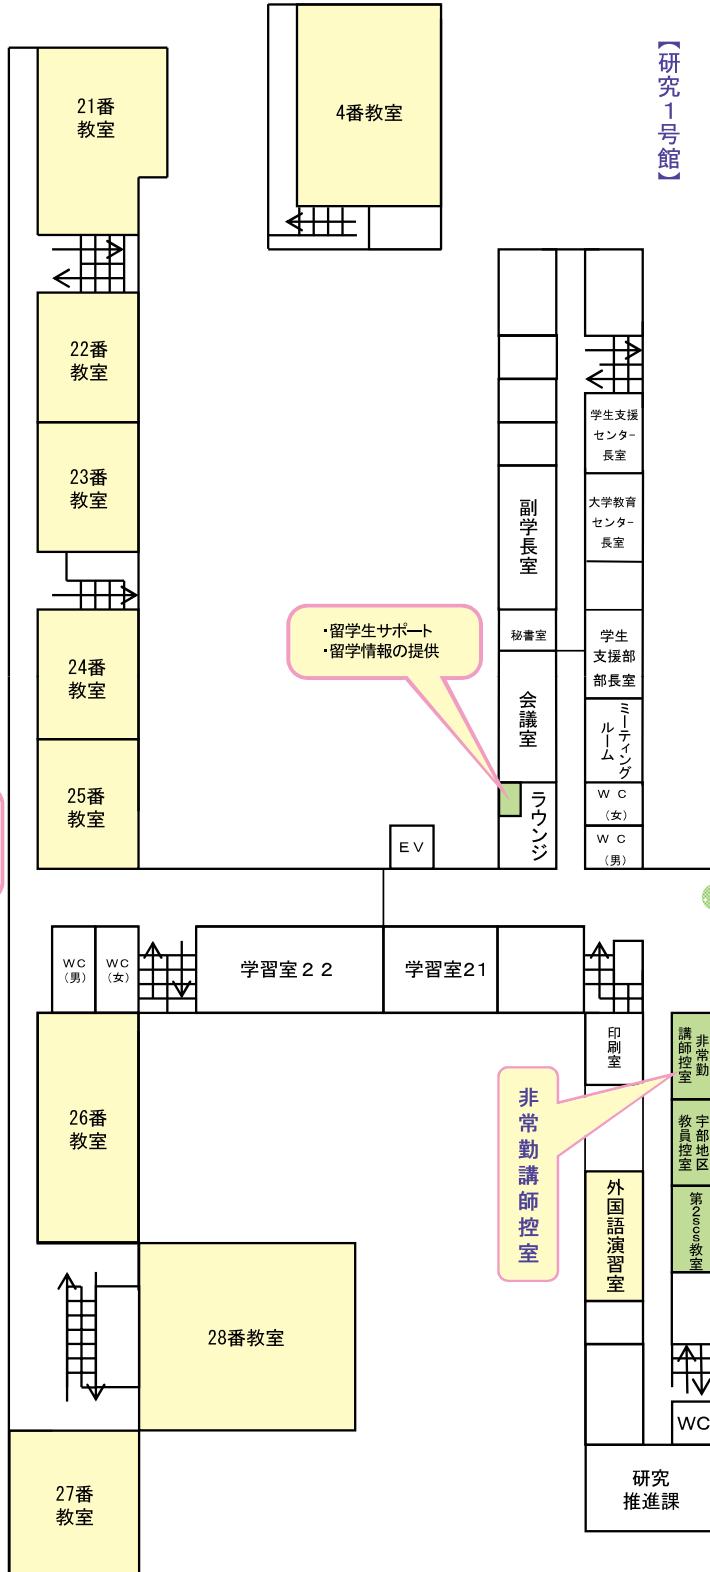 【研究1号館】
21番
教室
4番教室
22番
教室
23番
教室
24番
教室
25番
教室
学生支援
センター
長室
大学教育
センター
長室
副学長室
秘書室
学生
支援部
部長室
・留学生サポート
・留学情報の提供
会議室
ミーティング
ルーム
ラウンジ
WC
(女)
WC
(男)
EV
WC
(男)
WC
(女)
学習室22
学習室21
印刷室
非常勤
講師控室
宇部地区
教員控室
第2scs教室
非常勤講師控室
外国語演習室
26番
教室
28番教室
27番
教室
WC
研究
推進課